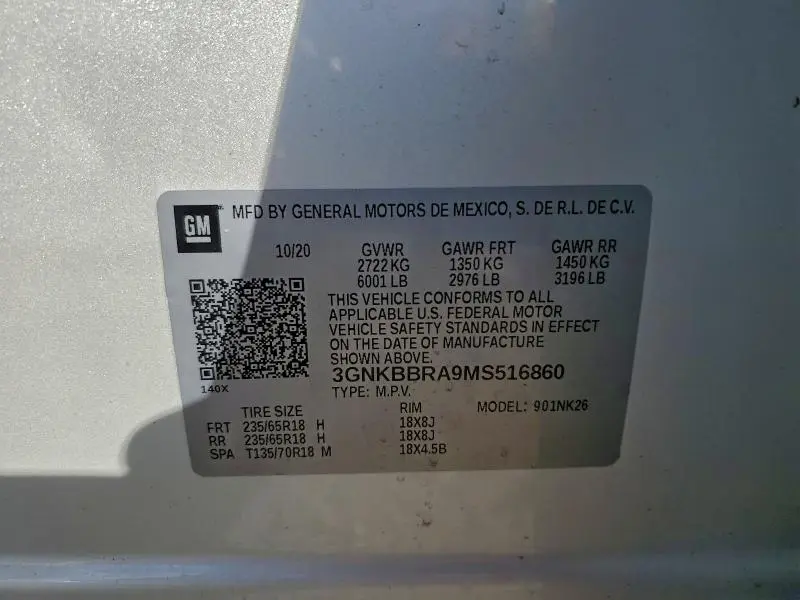 GM MFD BY GENERAL MOTORS DE MEXICO, S. DE R.L. DE C.V.
10/20 GVWR GAWR FRT GAWR RR
2722 KG 1350 KG 1450 KG
6001 LB 2976 LB 3196 LB
THIS VEHICLE CONFORMS TO ALL
APPLICABLE U.S. FEDERAL MOTOR
VEHICLE SAFETY STANDARDS IN EFFECT
ON THE DATE OF MANUFACTURE
SHOWN ABOVE.
3GNKBBRA9MS516860
140X
TYPE: M.P.V.
TIRE SIZE RIM MODEL: 901NK26
FRT 235/65R18 H 18X8J
RR 235/65R18 H 18X8J
SPA T135/70R18 M 18X4.5B